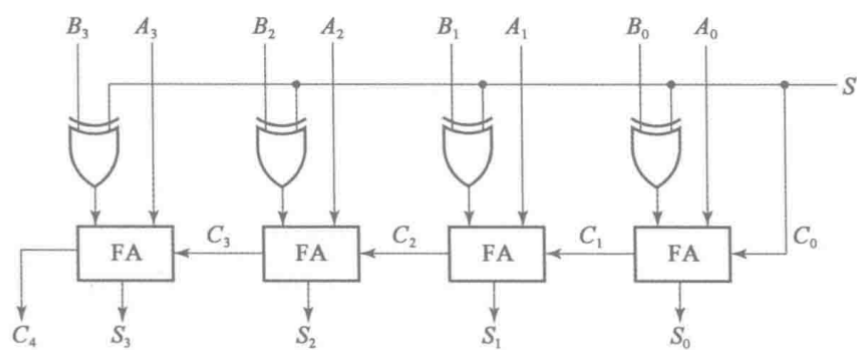 B₃ A₃ B₂ A₂ B₁ A₁ B₀ A₀
S
FA C₃ FA C₂ FA C₁ FA C₀
C₄ S₃ S₂ S₁ S₀